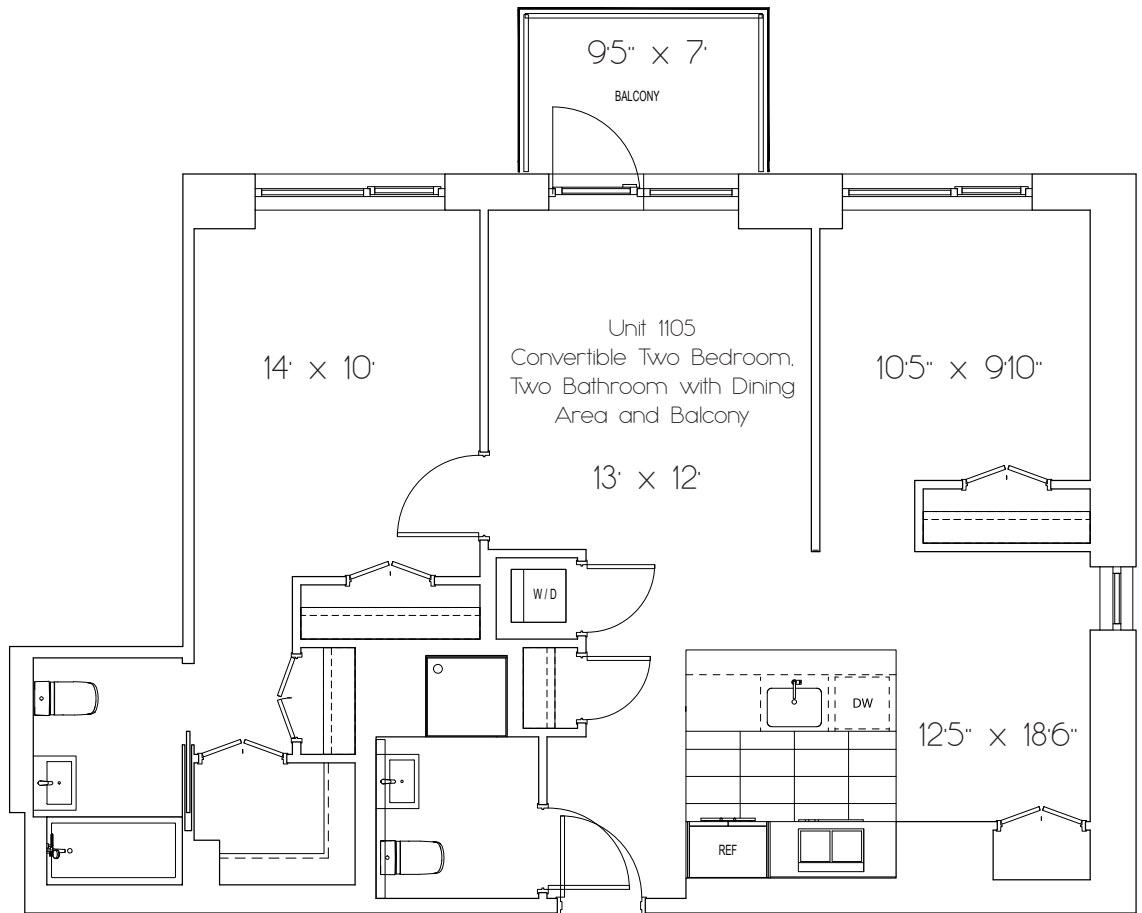 9'5" x 7'
BALCONY
Unit 1105
Convertible Two Bedroom,
Two Bathroom with Dining
Area and Balcony
14' x 10'
10'5" x 9'10"
13' x 12'
W/D
DW
12'5" x 18'6"
REF